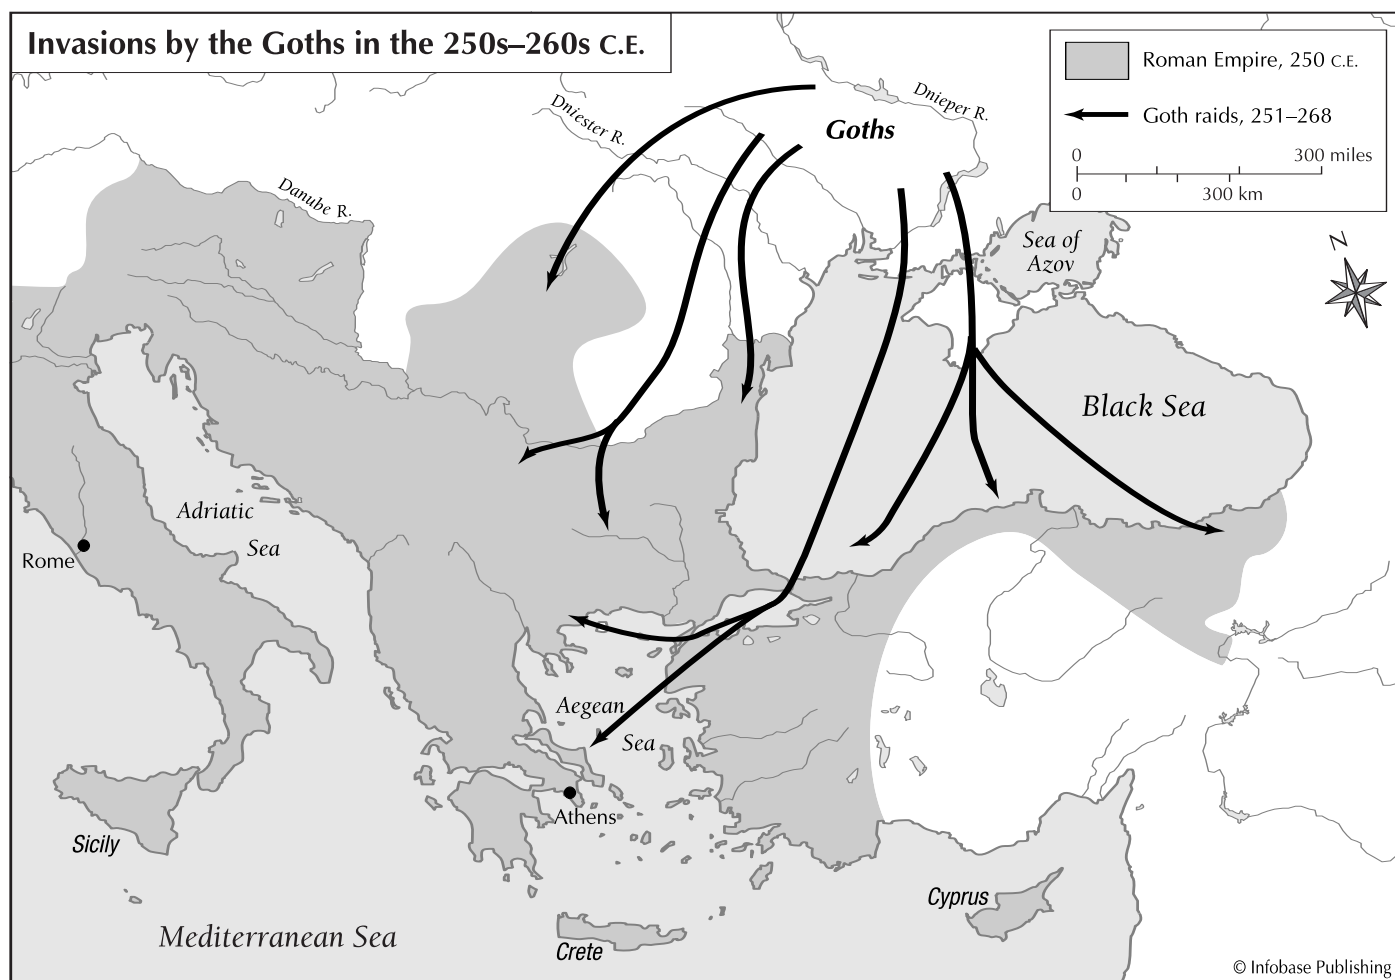 Invasions by the Goths in the 250s–260s C.E.
Roman Empire, 250 C.E.
Goth raids, 251–268
0 300 miles
0 300 km
Dnieper R.
Dniester R.
Goths
Danube R.
Sea of
Azov
N
Black Sea
Adriatic
Sea
Rome
Aegean
Sea
Athens
Sicily
Cyprus
Mediterranean Sea
Crete
© Infobase Publishing